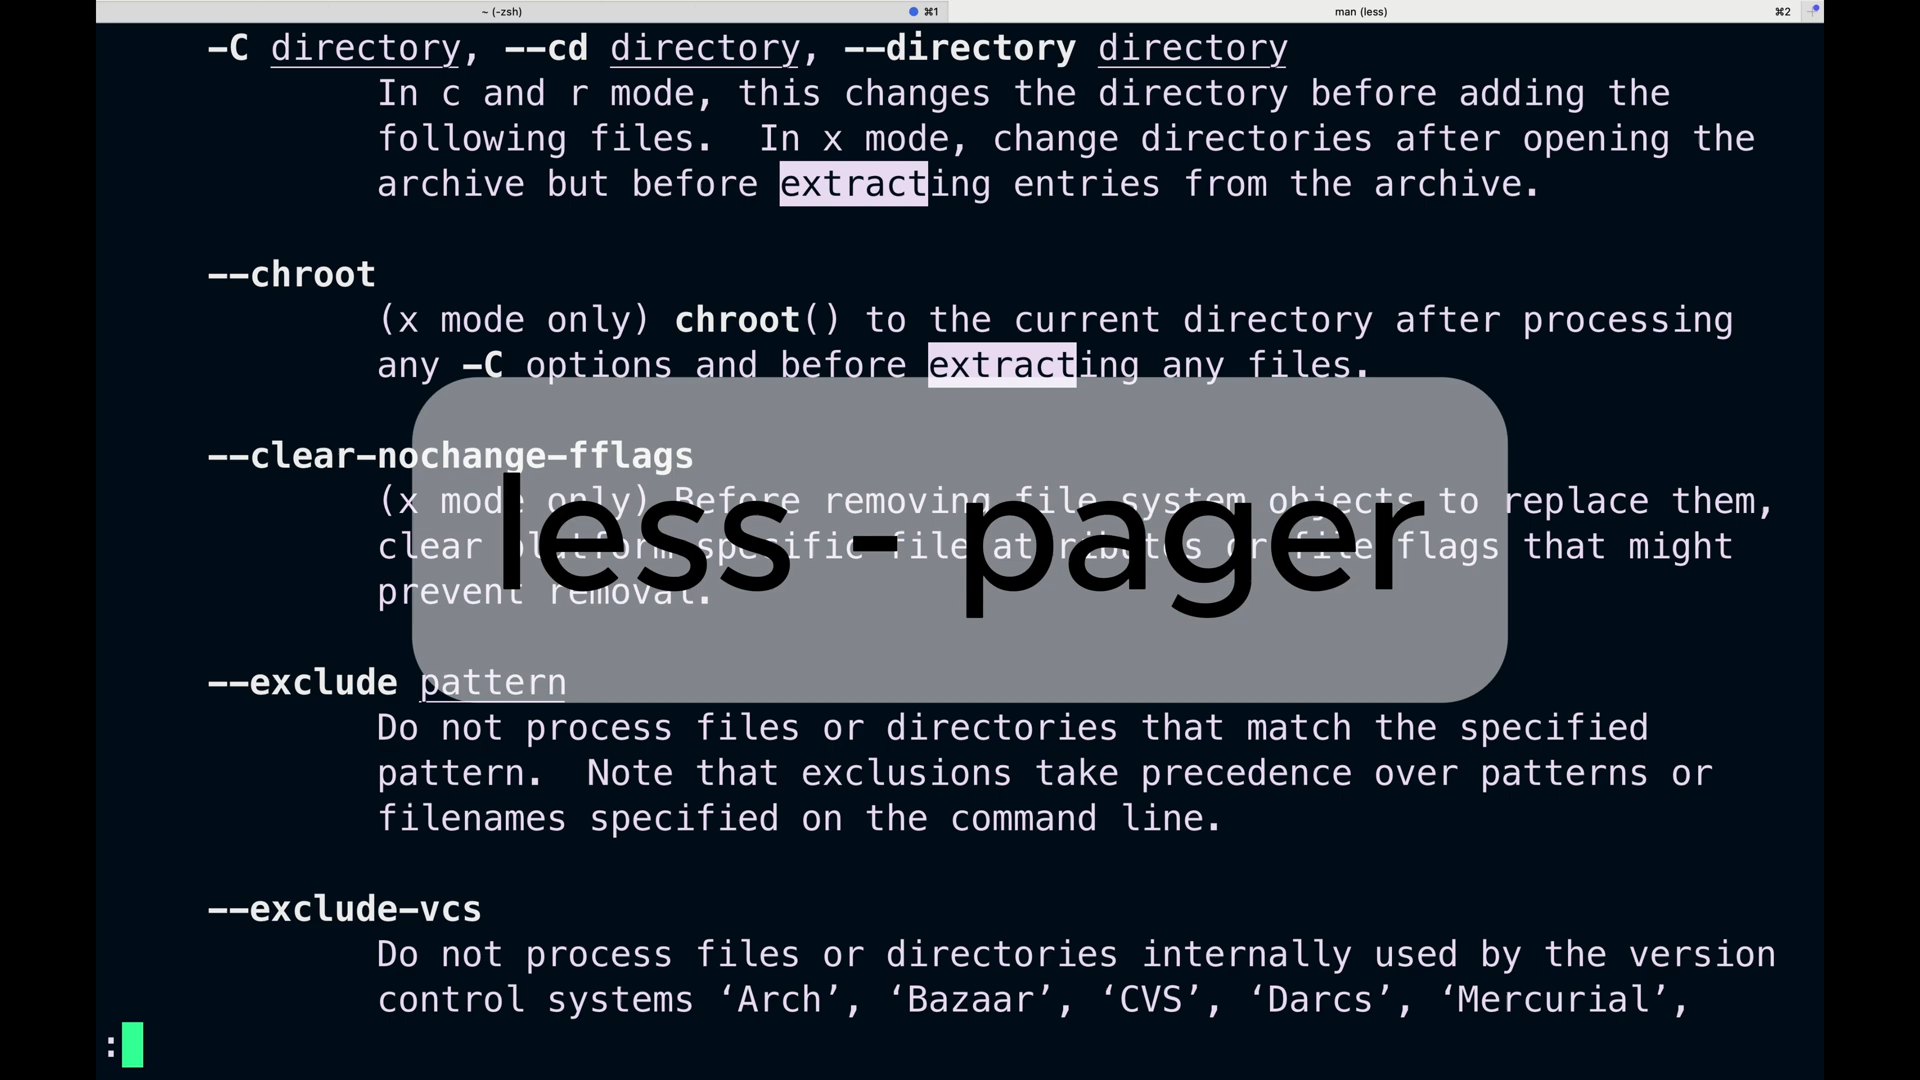 ~ (-zsh)
⌘1
man (less)
⌘2
-C directory, --cd directory, --directory directory
In c and r mode, this changes the directory before adding the
following files.  In x mode, change directories after opening the
archive but before extracting entries from the archive.
--chroot
(x mode only) chroot() to the current directory after processing
any -C options and before extracting any files.
--clear-nochange-fflags
(x mode only) Before removing file system objects to replace them,
clear platform-specific file attributes or file flags that might
prevent removal.
less - pager
--exclude pattern
Do not process files or directories that match the specified
pattern.  Note that exclusions take precedence over patterns or
filenames specified on the command line.
--exclude-vcs
Do not process files or directories internally used by the version
control systems ‘Arch’, ‘Bazaar’, ‘CVS’, ‘Darcs’, ‘Mercurial’,
: